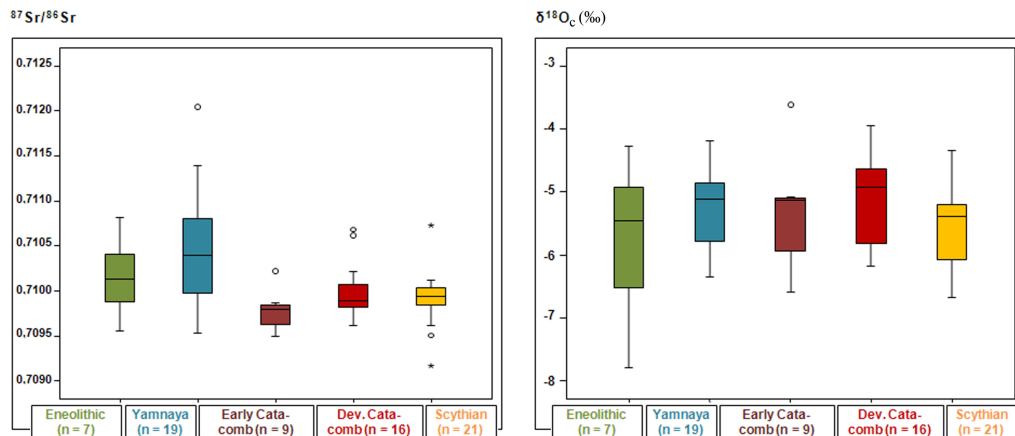 ⁸⁷Sr/⁸⁶Sr
0.7125
0.7120
0.7115
0.7110
0.7105
0.7100
0.7095
0.7090
Eneolithic
(n = 7)
Yamnaya
(n = 19)
Early Cata-
comb (n = 9)
Dev. Cata-
comb (n = 16)
Scythian
(n = 21)
δ¹⁸Oc (‰)
-3
-4
-5
-6
-7
-8
Eneolithic
(n = 7)
Yamnaya
(n = 19)
Early Cata-
comb (n = 9)
Dev. Cata-
comb (n = 16)
Scythian
(n = 21)